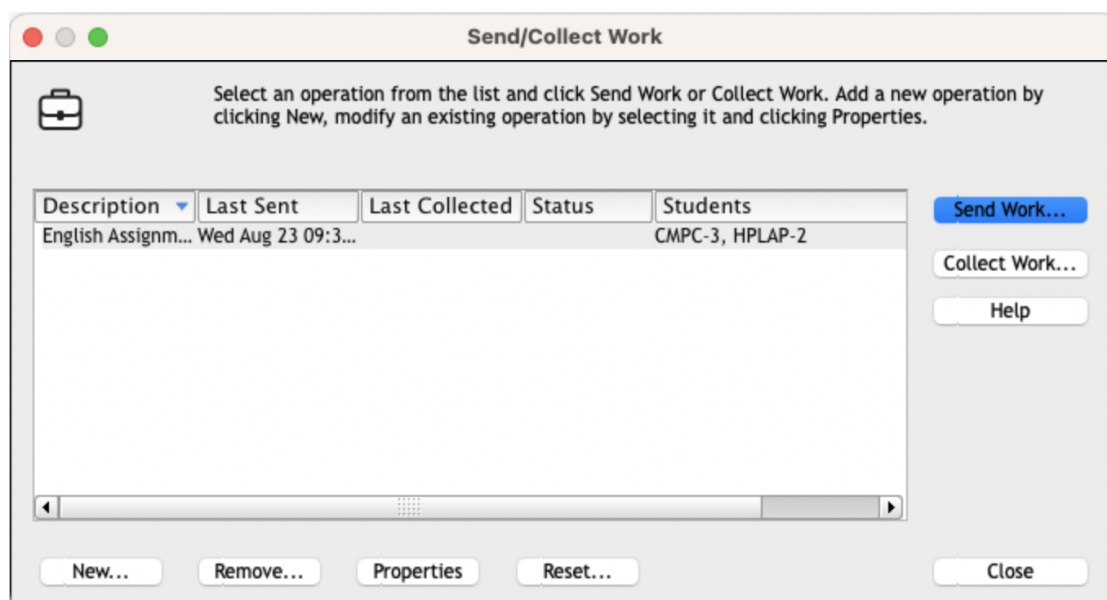 Send/Collect Work
Select an operation from the list and click Send Work or Collect Work. Add a new operation by
clicking New, modify an existing operation by selecting it and clicking Properties.
Description Last Sent Last Collected Status Students
English Assignm... Wed Aug 23 09:3... CMPC-3, HPLAP-2
Send Work...
Collect Work...
Help
New... Remove... Properties Reset... Close